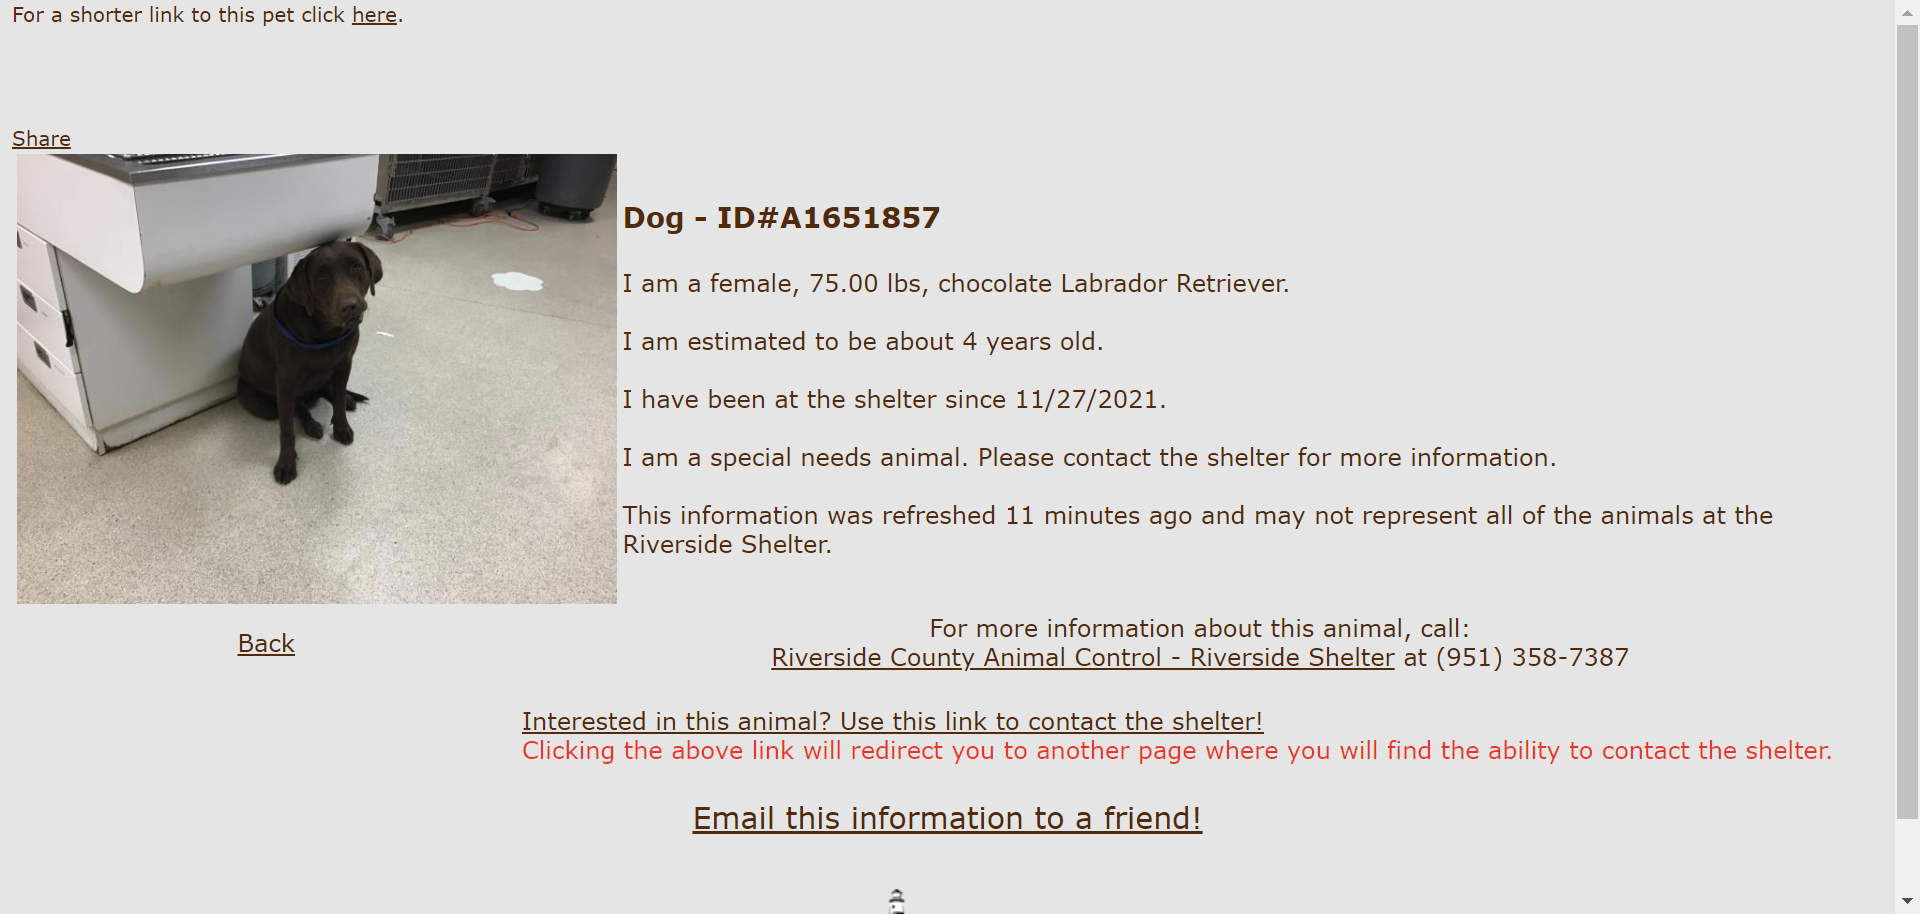 For a shorter link to this pet click here.
Share
Dog - ID#A1651857
I am a female, 75.00 lbs, chocolate Labrador Retriever.
I am estimated to be about 4 years old.
I have been at the shelter since 11/27/2021.
I am a special needs animal. Please contact the shelter for more information.
This information was refreshed 11 minutes ago and may not represent all of the animals at the
Riverside Shelter.
Back
For more information about this animal, call:
Riverside County Animal Control - Riverside Shelter at (951) 358-7387
Interested in this animal? Use this link to contact the shelter!
Clicking the above link will redirect you to another page where you will find the ability to contact the shelter.
Email this information to a friend!